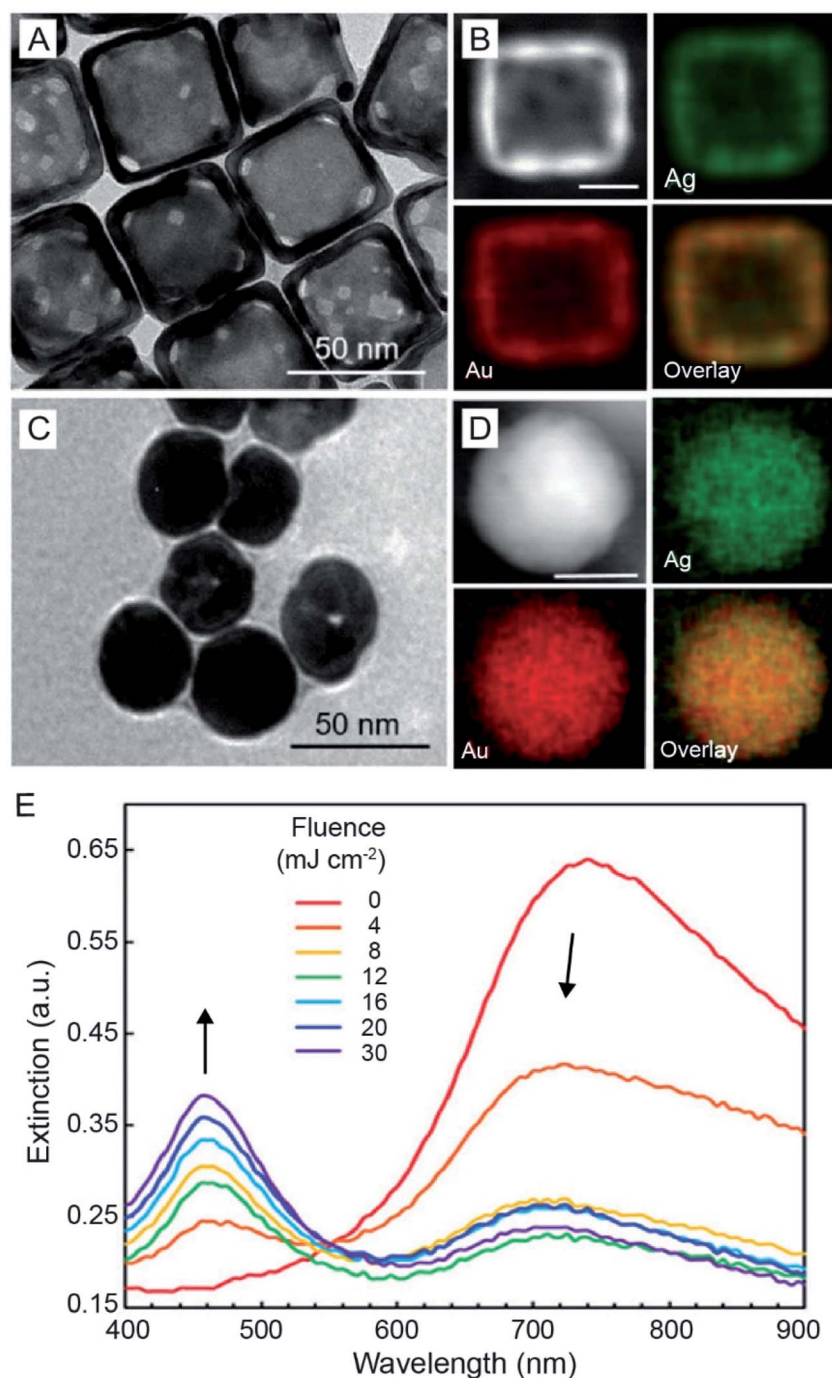 A
50 nm
B
Ag
Au
Overlay
C
50 nm
D
Ag
Au
Overlay
E
Fluence
(mJ cm-2)
0
4
8
12
16
20
30
Extinction (a.u.)
0.65
0.55
0.45
0.35
0.25
0.15
400 500 600 700 800 900
Wavelength (nm)